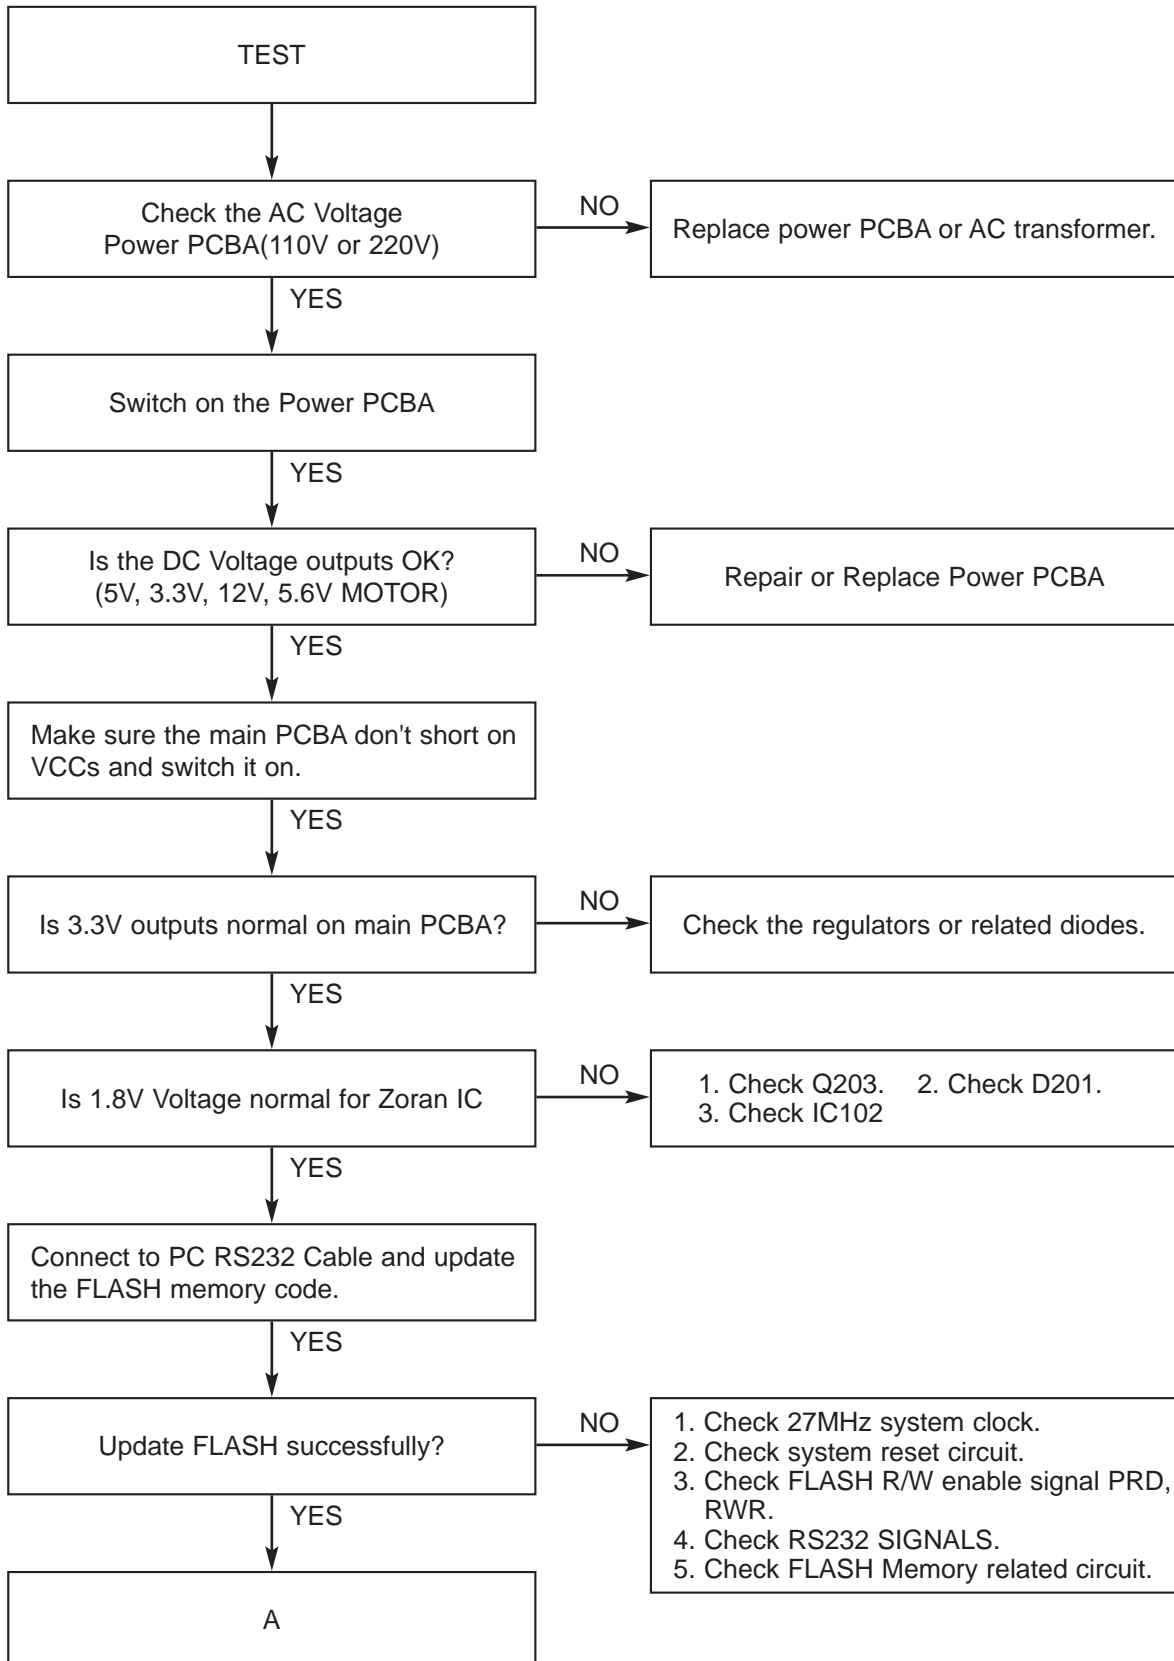 TEST
Check the AC Voltage
Power PCBA(110V or 220V)
NO
Replace power PCBA or AC transformer.
YES
Switch on the Power PCBA
YES
Is the DC Voltage outputs OK?
(5V, 3.3V, 12V, 5.6V MOTOR)
NO
Repair or Replace Power PCBA
YES
Make sure the main PCBA don't short on
VCCs and switch it on.
YES
Is 3.3V outputs normal on main PCBA?
NO
Check the regulators or related diodes.
YES
Is 1.8V Voltage normal for Zoran IC
NO
1. Check Q203. 2. Check D201.
3. Check IC102
YES
Connect to PC RS232 Cable and update
the FLASH memory code.
YES
Update FLASH successfully?
NO
1. Check 27MHz system clock.
2. Check system reset circuit.
3. Check FLASH R/W enable signal PRD,
RWR.
4. Check RS232 SIGNALS.
5. Check FLASH Memory related circuit.
YES
A